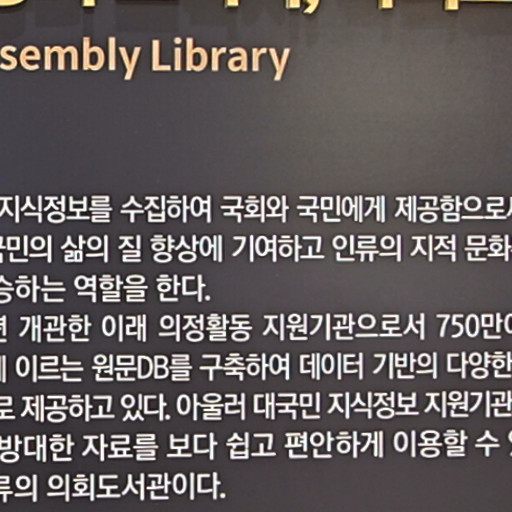 sembly Library
지식정보를 수집하여 국회와 국민에게 제공함으로써
국민의 삶의 질 향상에 기여하고 인류의 지적 문화
승하는 역할을 한다.
개관한 이래 의정활동 지원기관으로서 750만
이르는 원문DB를 구축하여 데이터 기반의 다양한
로 제공하고 있다. 아울러 대국민 지식정보 지원기관
방대한 자료를 보다 쉽고 편안하게 이용할 수
류의 의회도서관이다.